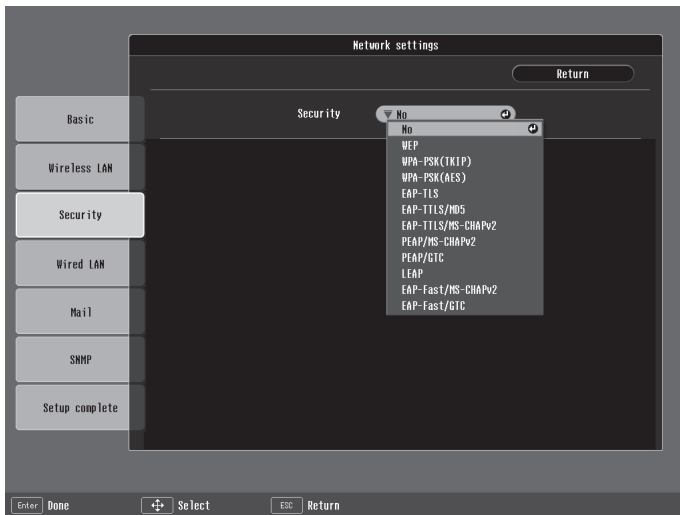 Network settings
Return
Security No
No
WEP
WPA-PSK(TKIP)
WPA-PSK(AES)
EAP-TLS
EAP-TTLS/MD5
EAP-TTLS/MS-CHAPv2
PEAP/MS-CHAPv2
PEAP/GTC
LEAP
EAP-Fast/MS-CHAPv2
EAP-Fast/GTC
Basic
Wireless LAN
Security
Wired LAN
Mail
SNMP
Setup complete
Enter Done Select ESC Return